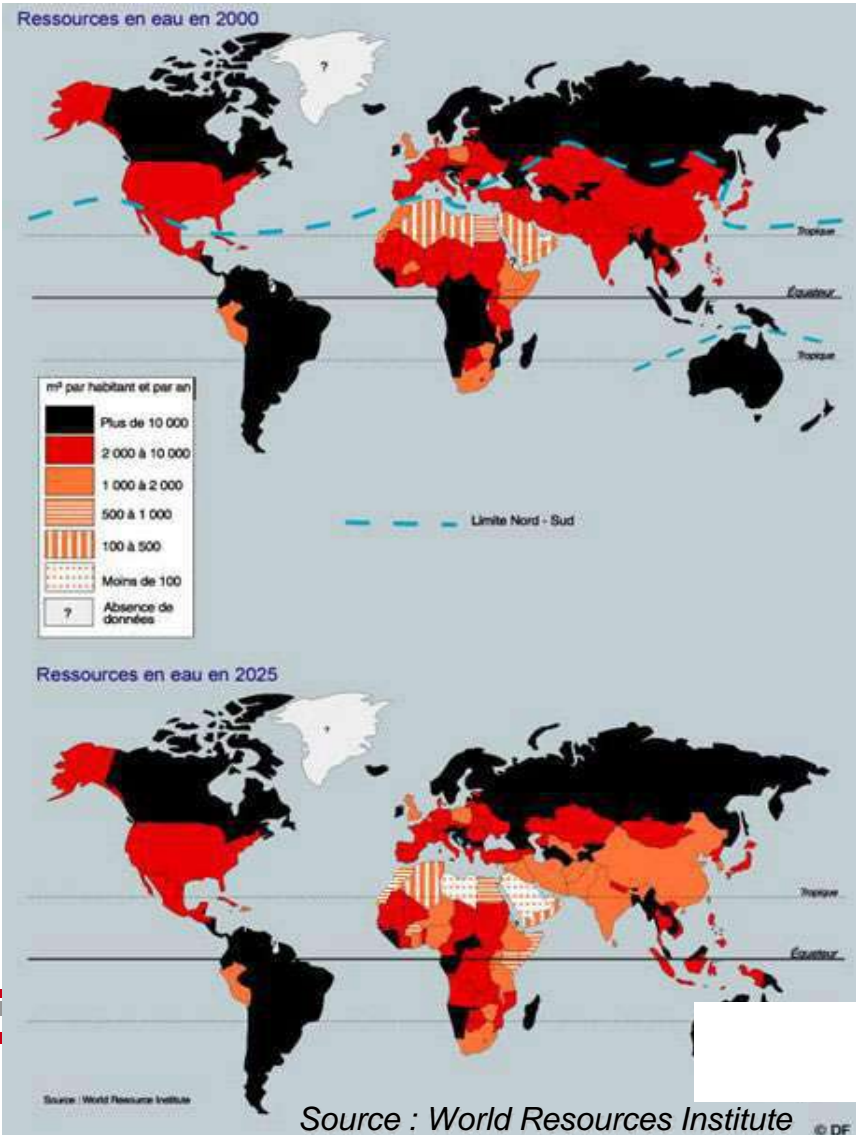 Ressources en eau en 2000
?
Tropique
?
Équateur
Tropique
m³ par habitant et par an
Plus de 10 000
2 000 à 10 000
1 000 à 2 000
500 à 1 000
100 à 500
Moins de 100
?
Absence de
données
Limite Nord - Sud
Ressources en eau en 2025
?
Tropique
Équateur
Source : World Resource Institute
Source : World Resources Institute
© DF